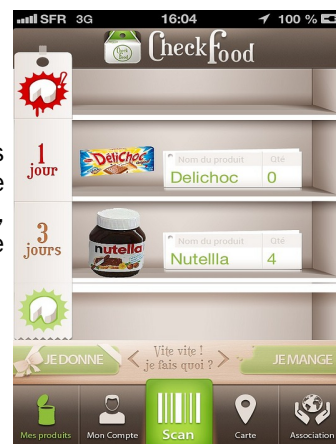 SFR 3G 16:04 100 %
Check food
?
s
1
jour
e
DELICHOC
Nom du produit Qté
Delichoc 0
,
e
3
jours
nutella
Nom du produit Qté
Nutellla 4
JE DONNE
Vite vite !
je fais quoi ?
JE MANGE
Mes produits Mon Compte Scan Carte Association